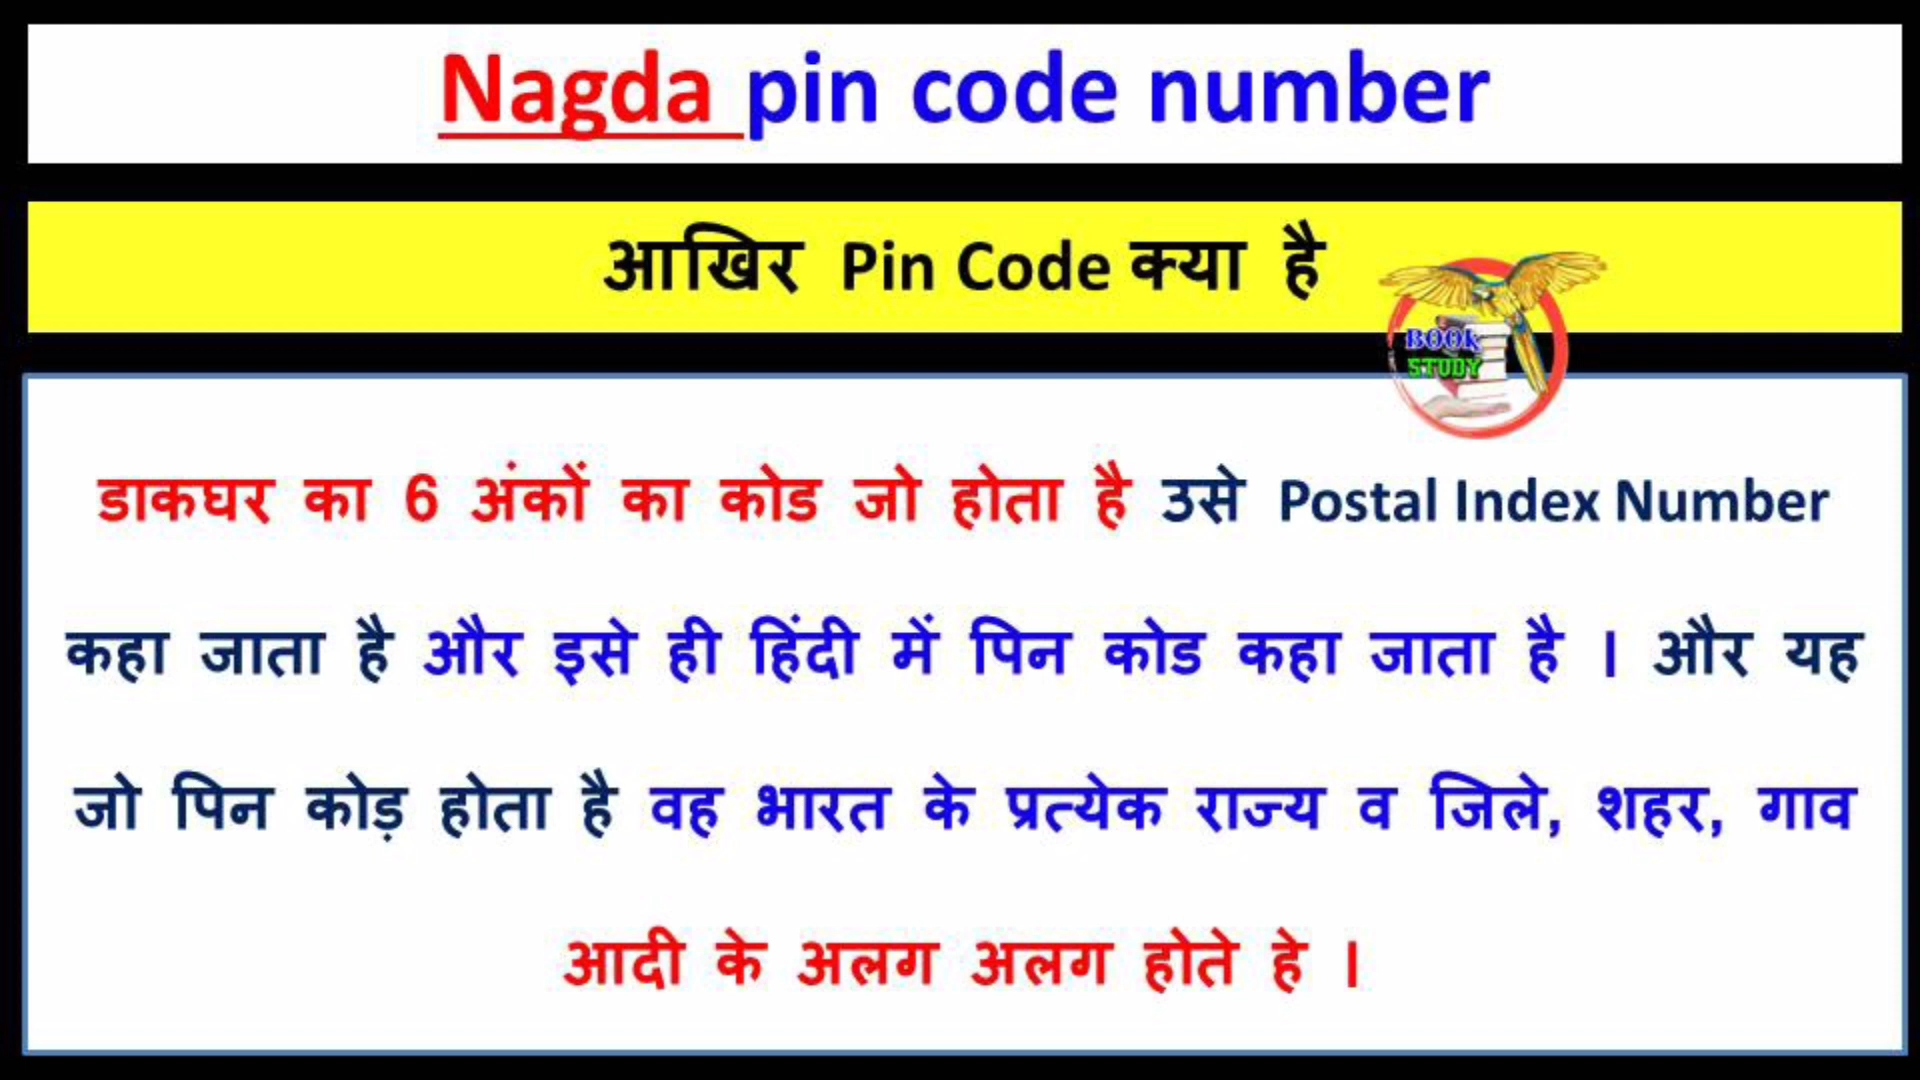 Nagda pin code number
आखिर Pin Code क्या है
BOOK
STUDY
डाकघर का 6 अंकों का कोड जो होता है उसे Postal Index Number
कहा जाता है और इसे ही हिंदी में पिन कोड कहा जाता है । और यह
जो पिन कोड़ होता है वह भारत के प्रत्येक राज्य व जिले, शहर, गाव
आदी के अलग अलग होते हे ।